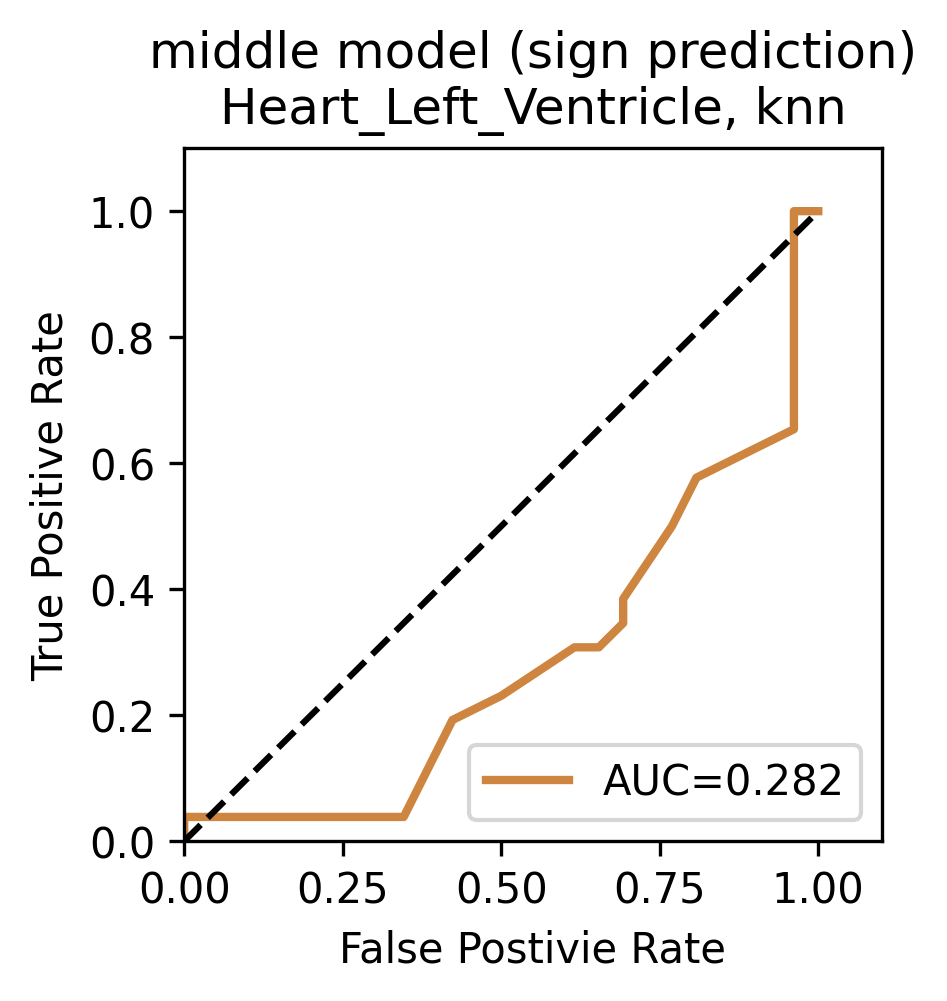 middle model (sign prediction)
Heart_Left_Ventricle, knn
True Positive Rate
1.0
0.8
0.6
0.4
0.2
0.0
AUC=0.282
0.00 0.25 0.50 0.75 1.00
False Postivie Rate